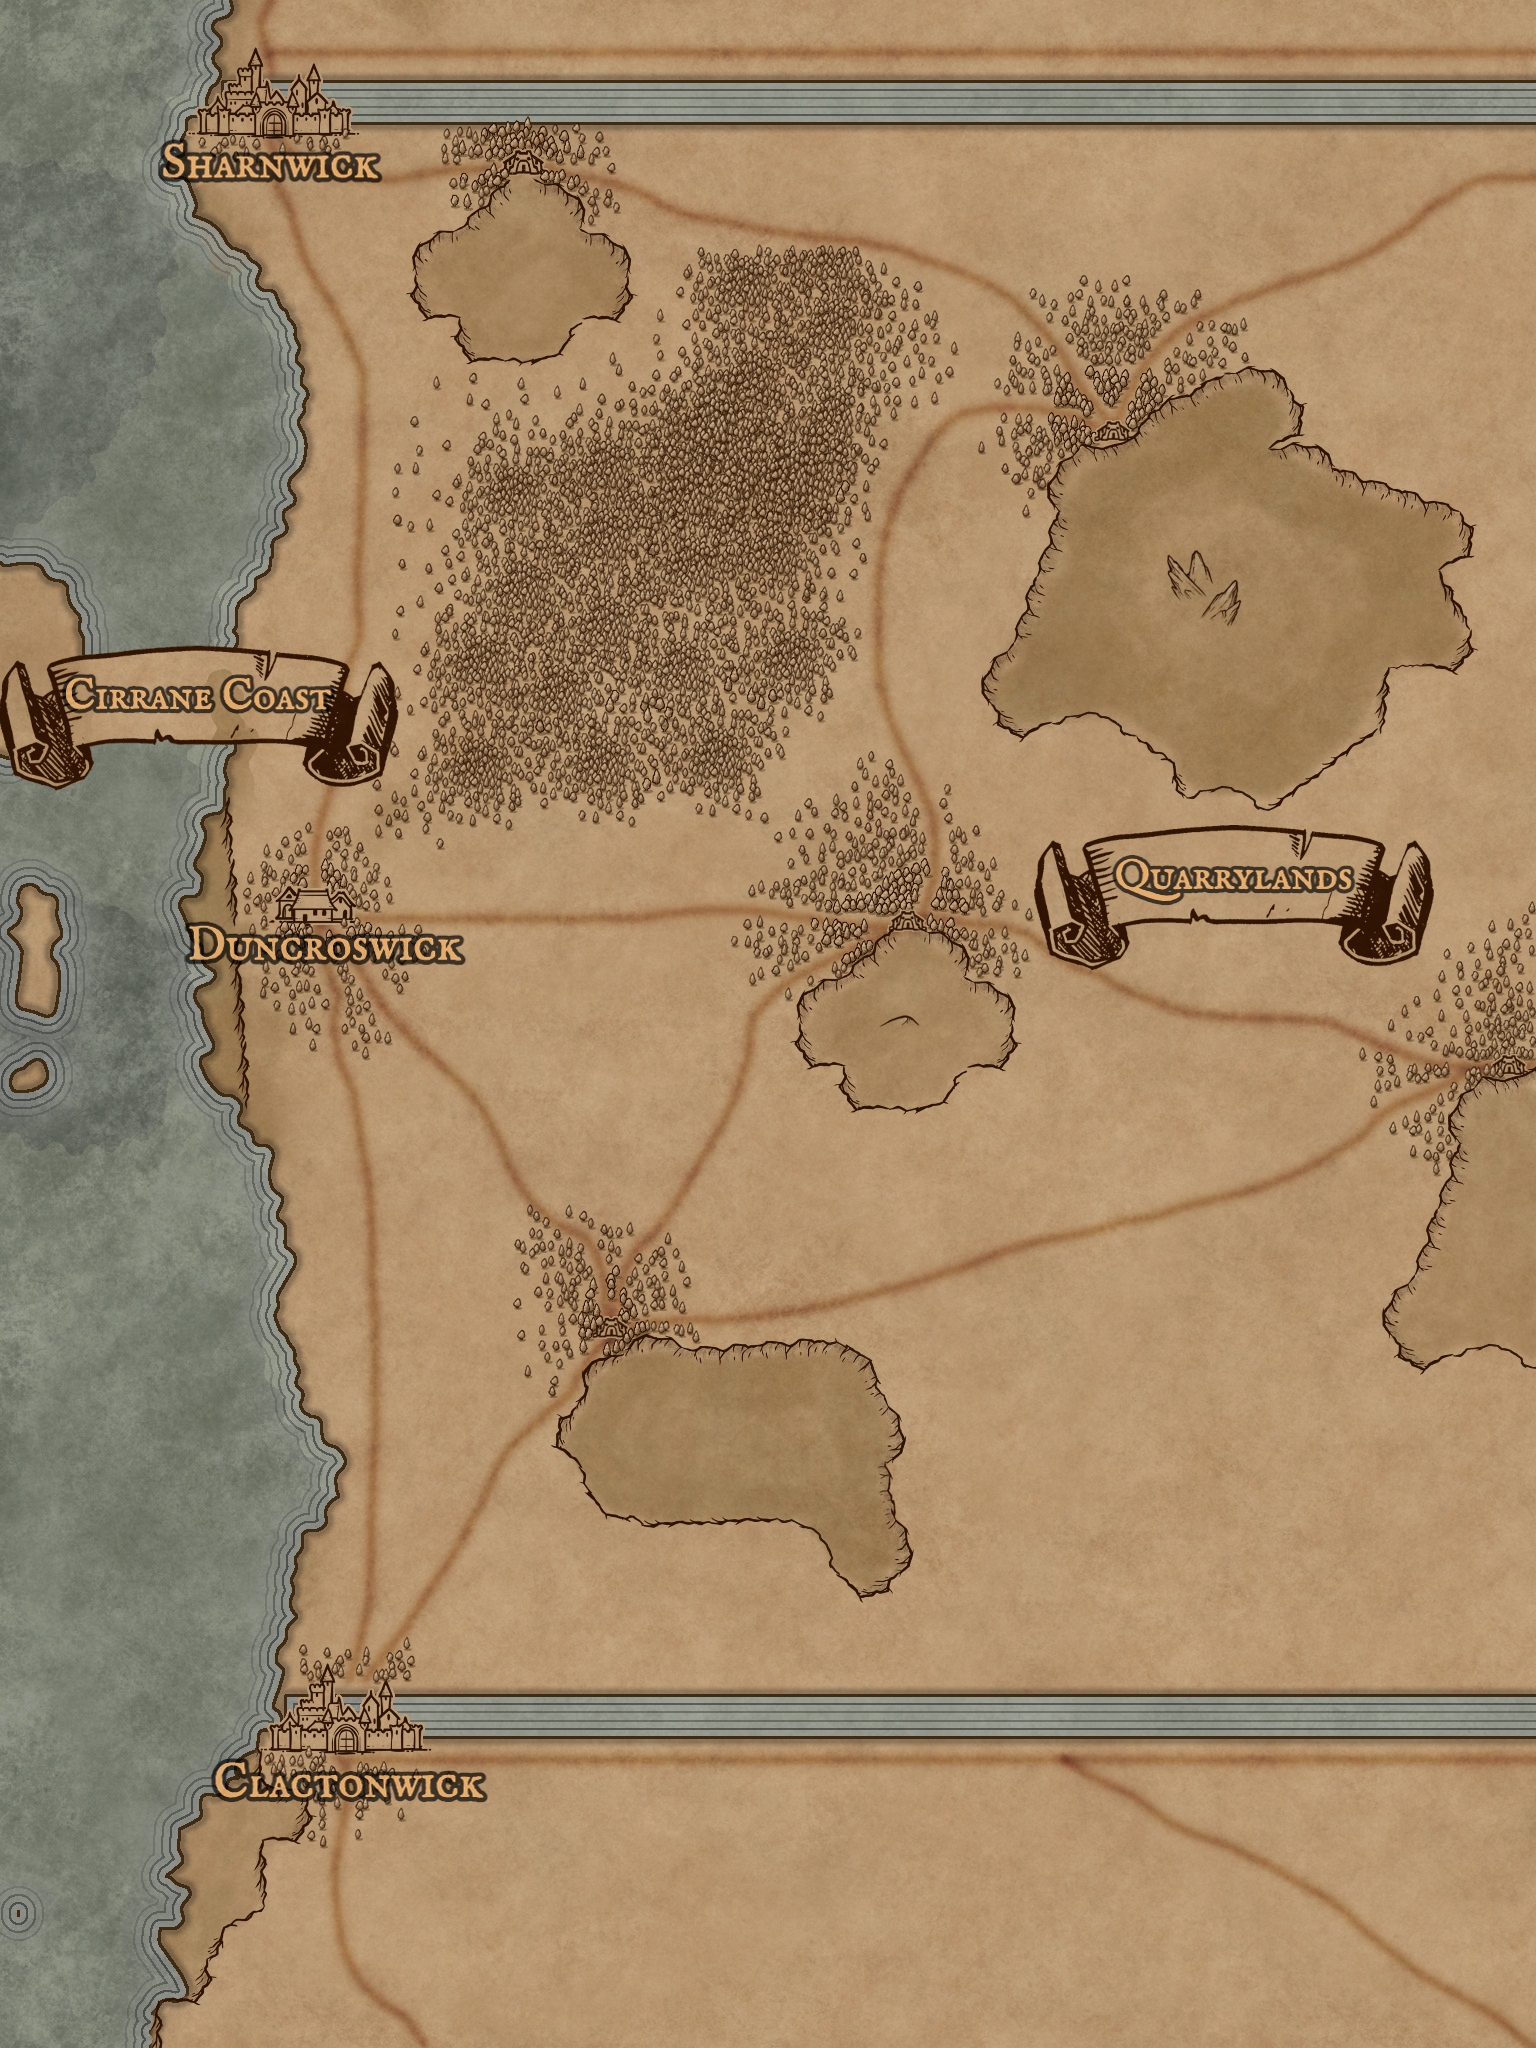 Sharnwick
Cirrane Coast
Quarrylands
Duncroswick
Clactonwick